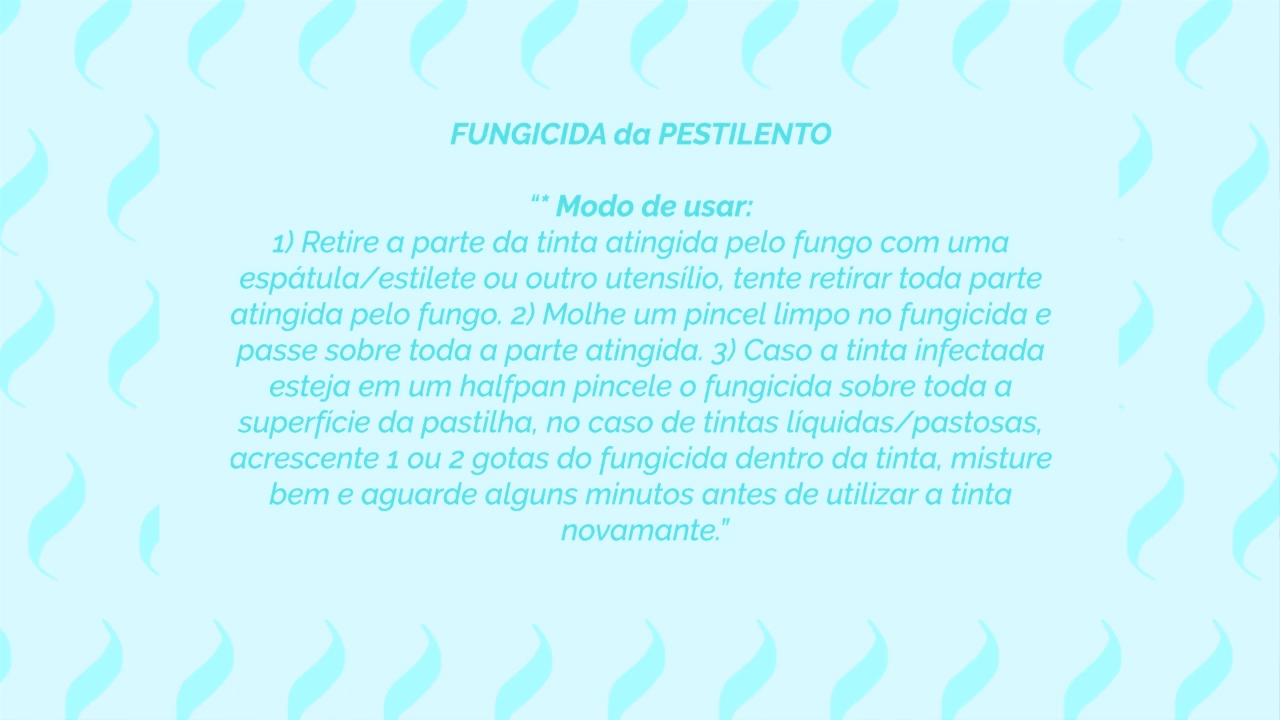 FUNGICIDA da PESTILENTO
“* Modo de usar:
1) Retire a parte da tinta atingida pelo fungo com uma
espátula/estilete ou outro utensílio, tente retirar toda parte
atingida pelo fungo. 2) Molhe um pincel limpo no fungicida e
passe sobre toda a parte atingida. 3) Caso a tinta infectada
esteja em um halfpan pincele o fungicida sobre toda a
superfície da pastilha, no caso de tintas líquidas/pastosas,
acrescente 1 ou 2 gotas do fungicida dentro da tinta, misture
bem e aguarde alguns minutos antes de utilizar a tinta
novamante.”